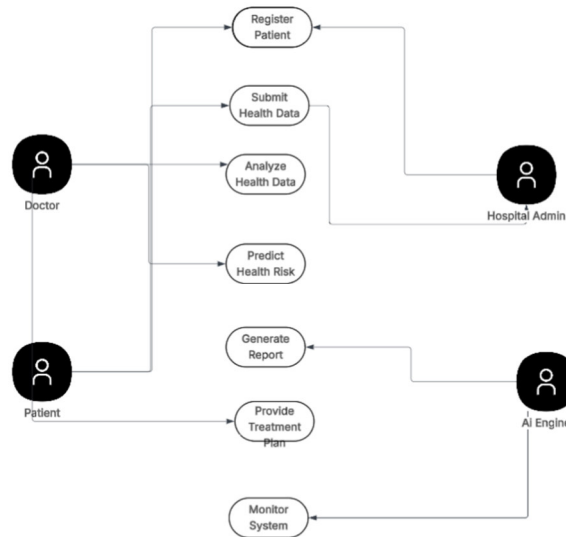 Register
Patient
Submit
Health Data
Analyze
Health Data
Doctor
Hospital Admin
Predict
Health Risk
Generate
Report
Patient
Provide
Treatment
Plan
Ai Engine
Monitor
System